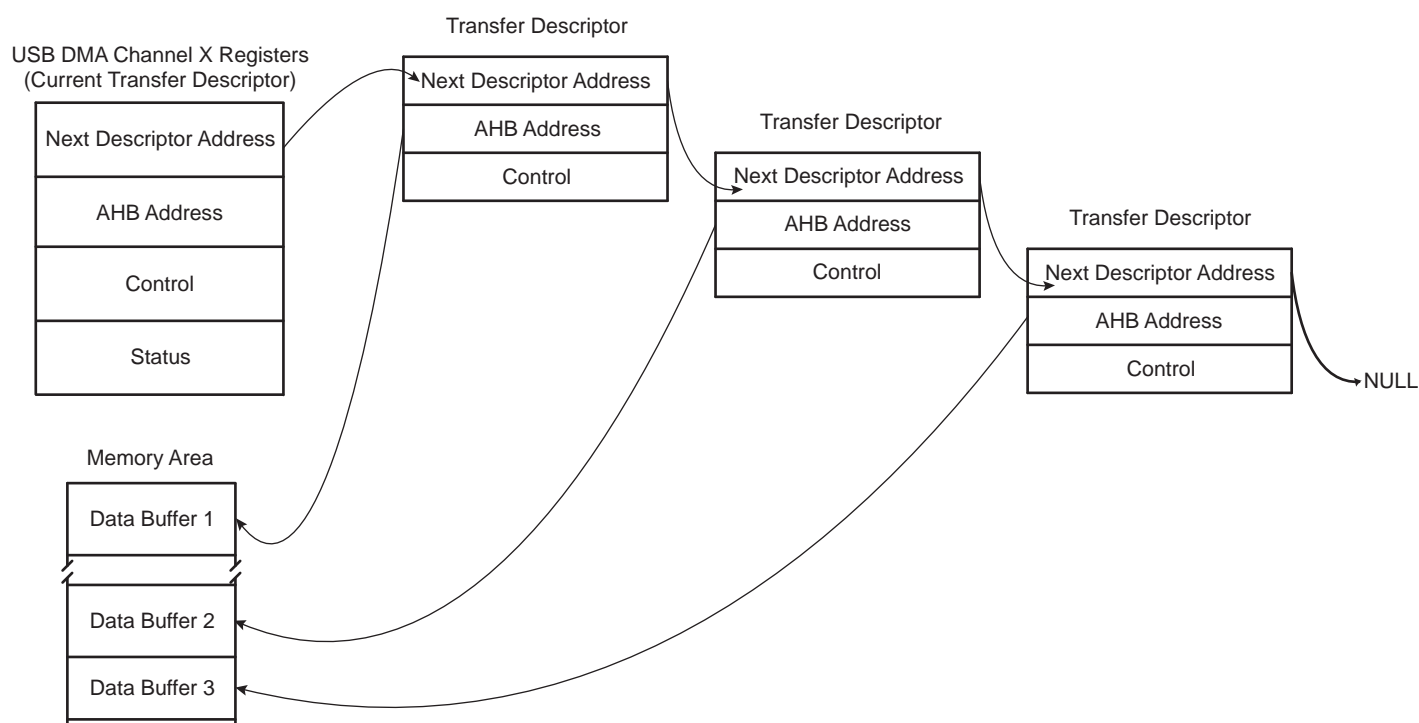 USB DMA Channel X Registers
(Current Transfer Descriptor)
Next Descriptor Address
AHB Address
Control
Status
Transfer Descriptor
Next Descriptor Address
AHB Address
Control
Transfer Descriptor
Next Descriptor Address
AHB Address
Control
Transfer Descriptor
Next Descriptor Address
AHB Address
Control
NULL
Memory Area
Data Buffer 1
Data Buffer 2
Data Buffer 3